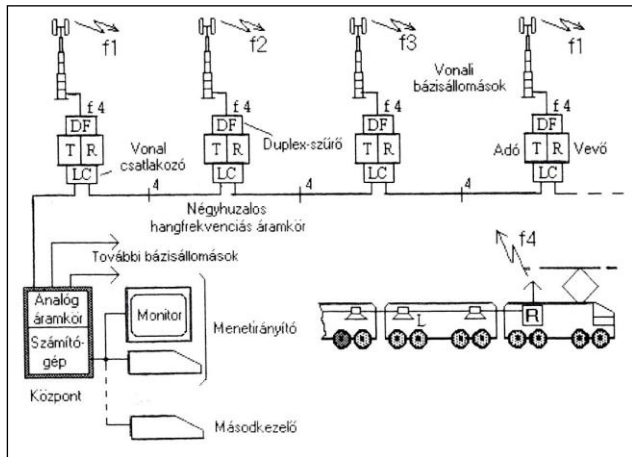 f1
f2
f3
f1
Vonali
bázisállomások
f 4
f 4
f 4
f 4
DF
DF
DF
DF
Duplex-szűrő
T R
T R
T R
Adó T R Vevő
Vonal
csatlakozó
LC
LC
LC
LC
4
4
4
Négyhuzalos
hangfrekvenciás áramkör
További bázisállomások
f4
Analóg
áramkör
Számító-
gép
Központ
Monitor
Menetirányító
Másodkezelő
L
R